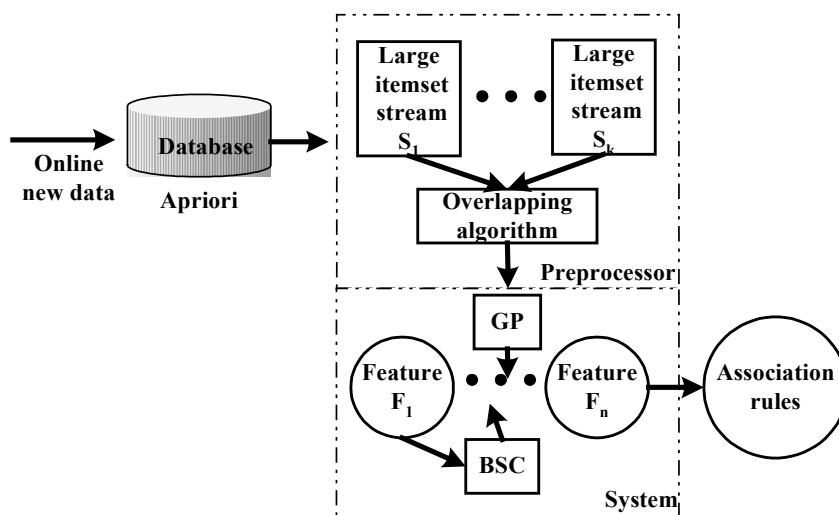 Online
new data
Database
Apriori
Large
itemset
stream
S1
Large
itemset
stream
Sk
Overlapping
algorithm
Preprocessor
GP
Feature
F1
Feature
Fn
BSC
System
Association
rules